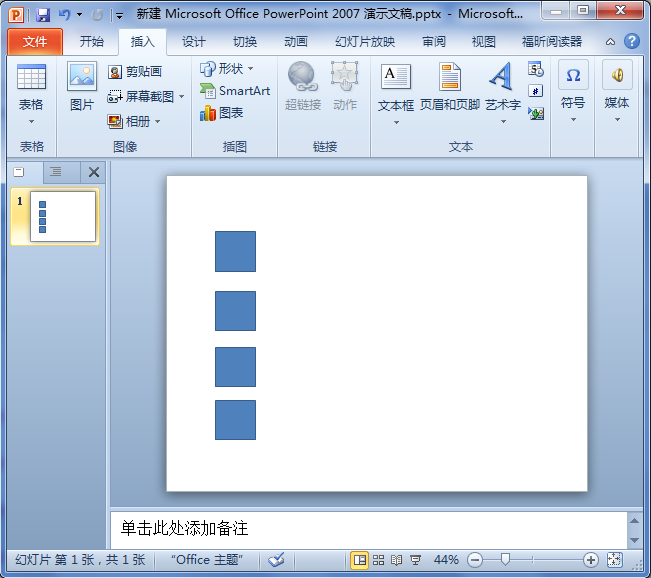 新建 Microsoft Office PowerPoint 2007 演示文稿.pptx - Microsoft...
文件 开始 插入 设计 切换 动画 幻灯片放映 审阅 视图 福昕阅读器
表格 图片 剪贴画 屏幕截图 相册 形状 SmartArt 图表 超链接 动作 文本框 页眉和页脚 艺术字 符号 媒体
表格 图像 插图 链接 文本
1
单击此处添加备注
幻灯片 第 1 张，共 1 张 "Office 主题" 44%